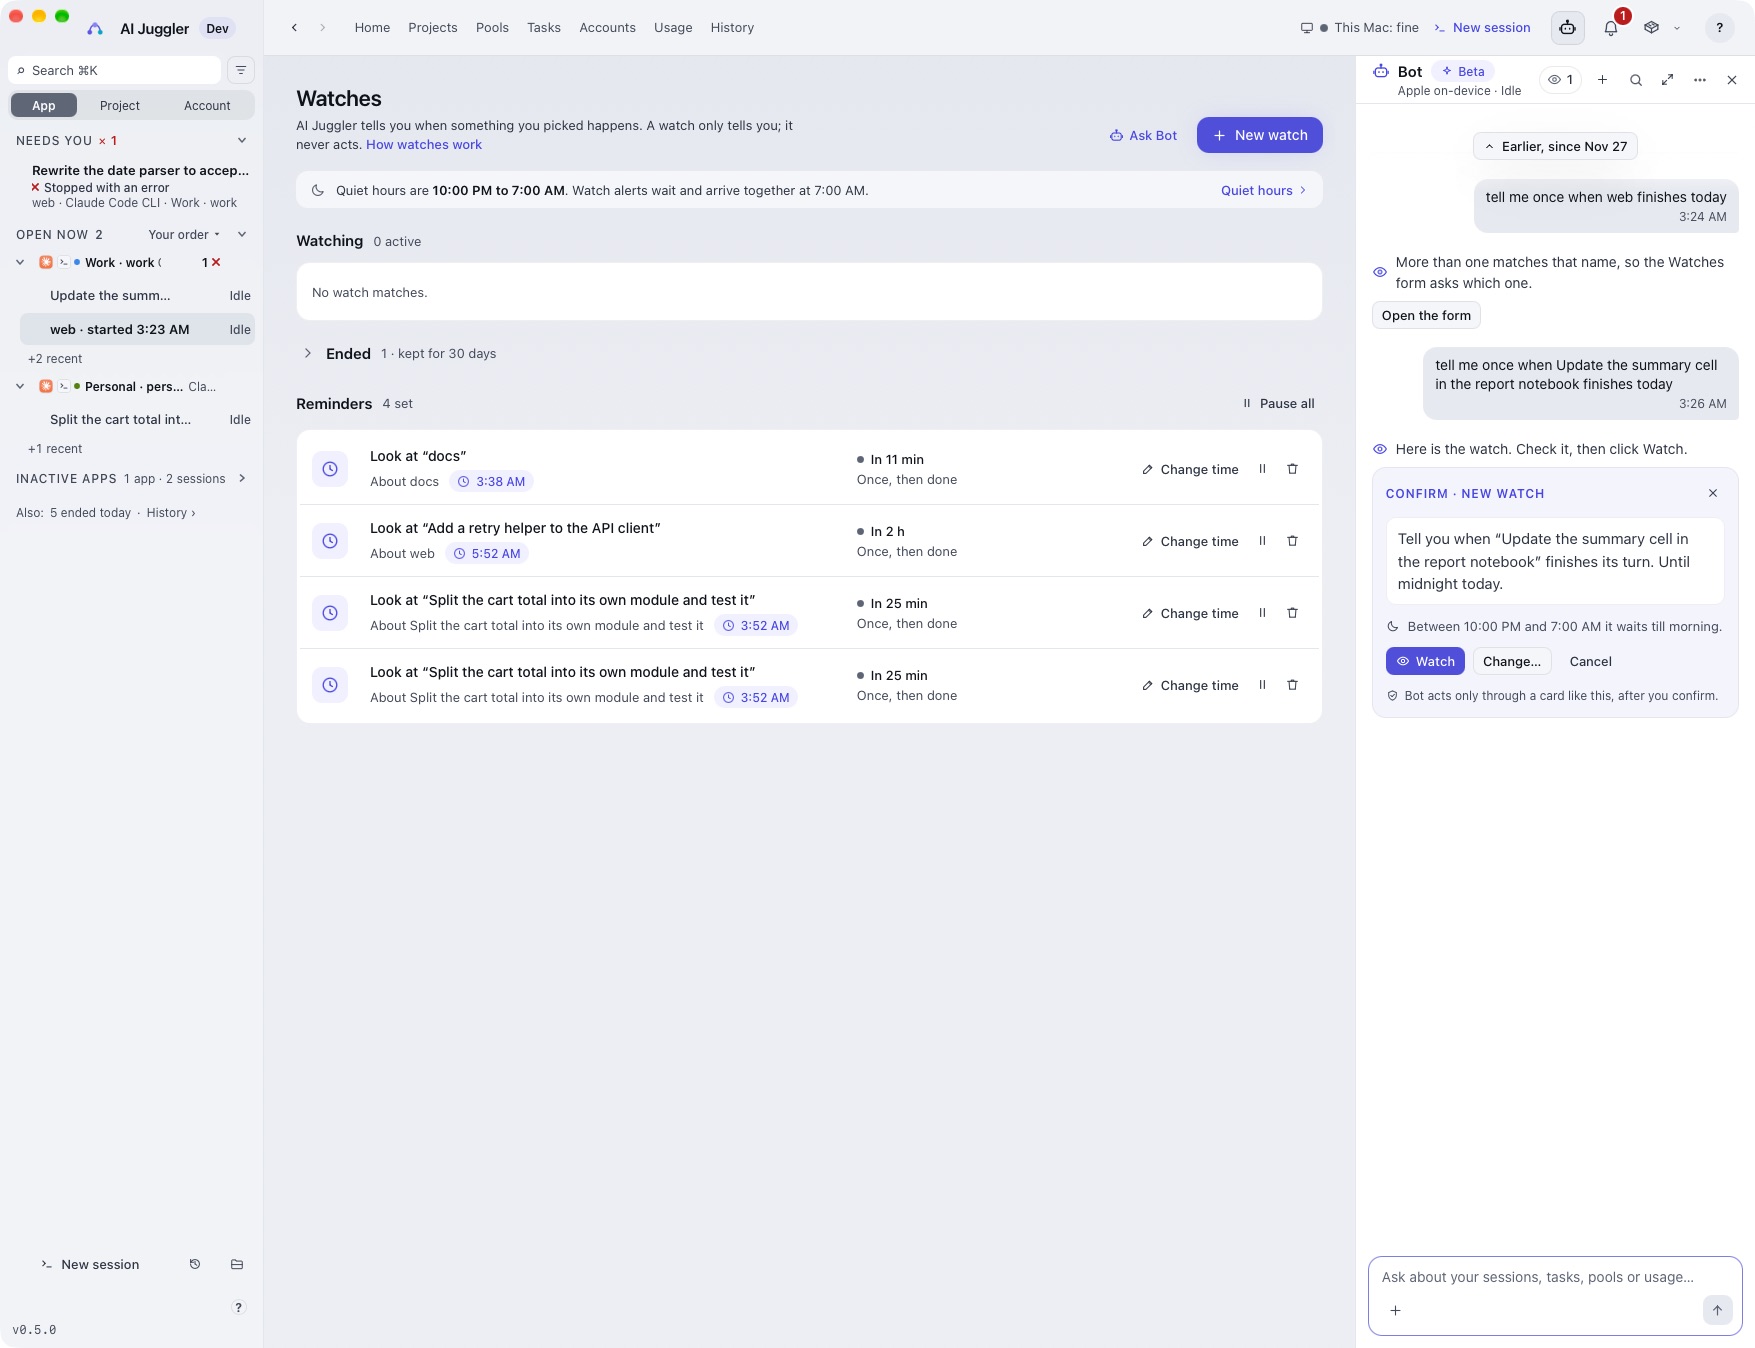 AI Juggler Dev
Search ⌘K
App Project Account
NEEDS YOU × 1
Rewrite the date parser to accep...
Stopped with an error
web · Claude Code CLI · Work · work
OPEN NOW 2 Your order
Work · work 1
Update the summ... Idle
web · started 3:23 AM Idle
+2 recent
Personal · pers... Cla...
Split the cart total int... Idle
+1 recent
INACTIVE APPS 1 app · 2 sessions
Also: 5 ended today · History ›
New session
?
v0.5.0
Home Projects Pools Tasks Accounts Usage History
This Mac: fine New session 1 ?
Watches
AI Juggler tells you when something you picked happens. A watch only tells you; it
never acts. How watches work
Ask Bot
+ New watch
Quiet hours are 10:00 PM to 7:00 AM. Watch alerts wait and arrive together at 7:00 AM. Quiet hours
Watching 0 active
No watch matches.
Ended 1 · kept for 30 days
Reminders 4 set Pause all
Look at “docs”
About docs 3:38 AM
In 11 min
Once, then done
Change time
Look at “Add a retry helper to the API client”
About web 5:52 AM
In 2 h
Once, then done
Change time
Look at “Split the cart total into its own module and test it”
About Split the cart total into its own module and test it 3:52 AM
In 25 min
Once, then done
Change time
Look at “Split the cart total into its own module and test it”
About Split the cart total into its own module and test it 3:52 AM
In 25 min
Once, then done
Change time
Bot Beta
Apple on-device · Idle
1
Earlier, since Nov 27
tell me once when web finishes today
3:24 AM
More than one matches that name, so the Watches
form asks which one.
Open the form
tell me once when Update the summary cell
in the report notebook finishes today
3:26 AM
Here is the watch. Check it, then click Watch.
CONFIRM · NEW WATCH
Tell you when “Update the summary cell in
the report notebook” finishes its turn. Until
midnight today.
Between 10:00 PM and 7:00 AM it waits till morning.
Watch Change... Cancel
Bot acts only through a card like this, after you confirm.
Ask about your sessions, tasks, pools or usage...